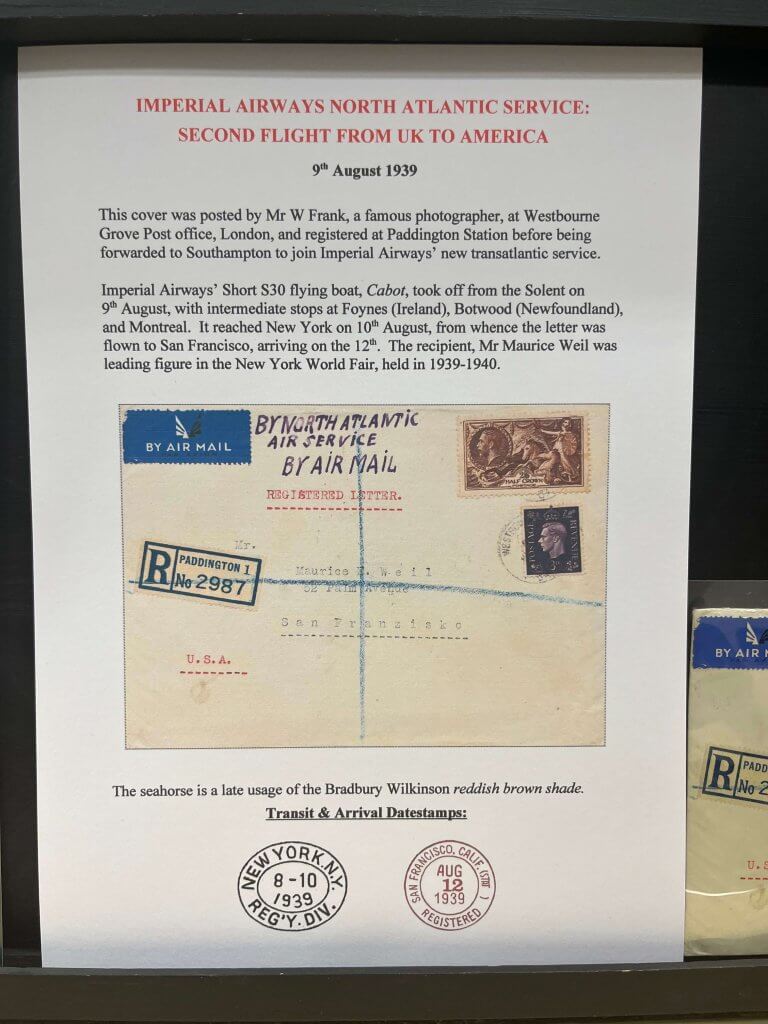 IMPERIAL AIRWAYS NORTH ATLANTIC SERVICE:
SECOND FLIGHT FROM UK TO AMERICA
9th August 1939
This cover was posted by Mr W Frank, a famous photographer, at Westbourne
Grove Post office, London, and registered at Paddington Station before being
forwarded to Southampton to join Imperial Airways' new transatlantic service.
Imperial Airways' Short S30 flying boat, Cabot, took off from the Solent on
9th August, with intermediate stops at Foynes (Ireland), Botwood (Newfoundland),
and Montreal. It reached New York on 10th August, from whence the letter was
flown to San Francisco, arriving on the 12th. The recipient, Mr Maurice Weil was
leading figure in the New York World Fair, held in 1939-1940.
BY AIR MAIL
BY NORTH ATLANTIC
AIR SERVICE
BY AIR MAIL
REGISTERED LETTER.
HALF CROWN
POSTAGE
REVENUE
R
PADDINGTON 1
No 2987
Mr.
Maurice E. Weil
Palm Avenue
San Franzisko
U.S.A.
The seahorse is a late usage of the Bradbury Wilkinson reddish brown shade.
Transit & Arrival Datestamps:
NEW YORK. N.Y.
8-10
1939
REG'Y. DIV.
SAN FRANCISCO, CALIF.
AUG
12
1939
REGISTERED
BY AIR M
R
PADD
No 2
U.S